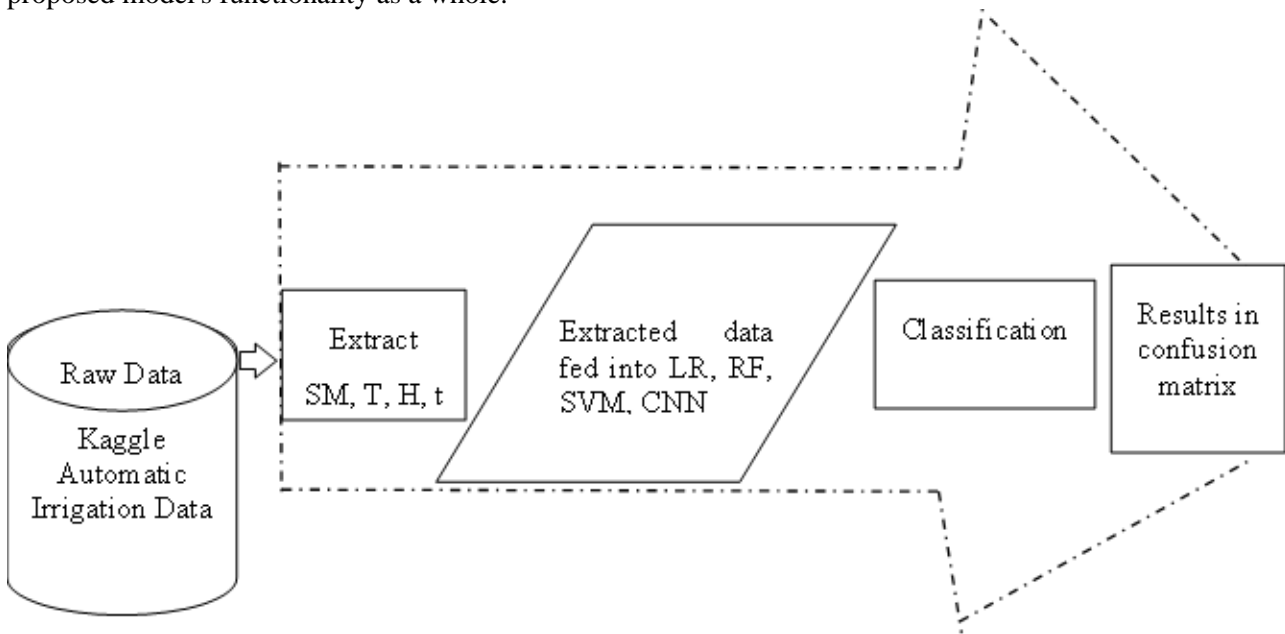 proposed model's functionality as a whole.
Raw Data
Kaggle
Automatic
Irrigation Data
Extract
SM, T, H, t
Extracted data
fed into LR, RF,
SVM, CNN
Classification
Results in
confusion
matrix